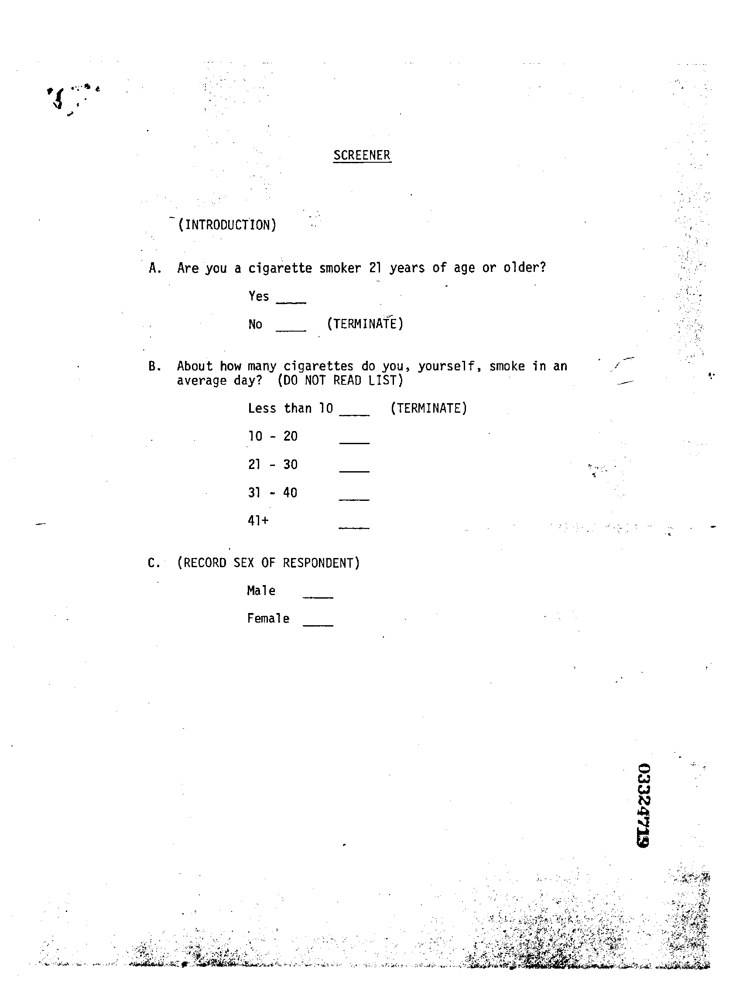 SCREENER
(INTRODUCTION)
A. Are you a cigarette smoker 21 years of age or older?
Yes ____
No ____ (TERMINATE)
B. About how many cigarettes do you, yourself, smoke in an
average day? (DO NOT READ LIST)
Less than 10 ____ (TERMINATE)
10 - 20 ____
21 - 30 ____
31 - 40 ____
41+ ____
C. (RECORD SEX OF RESPONDENT)
Male ____
Female ____
03324719